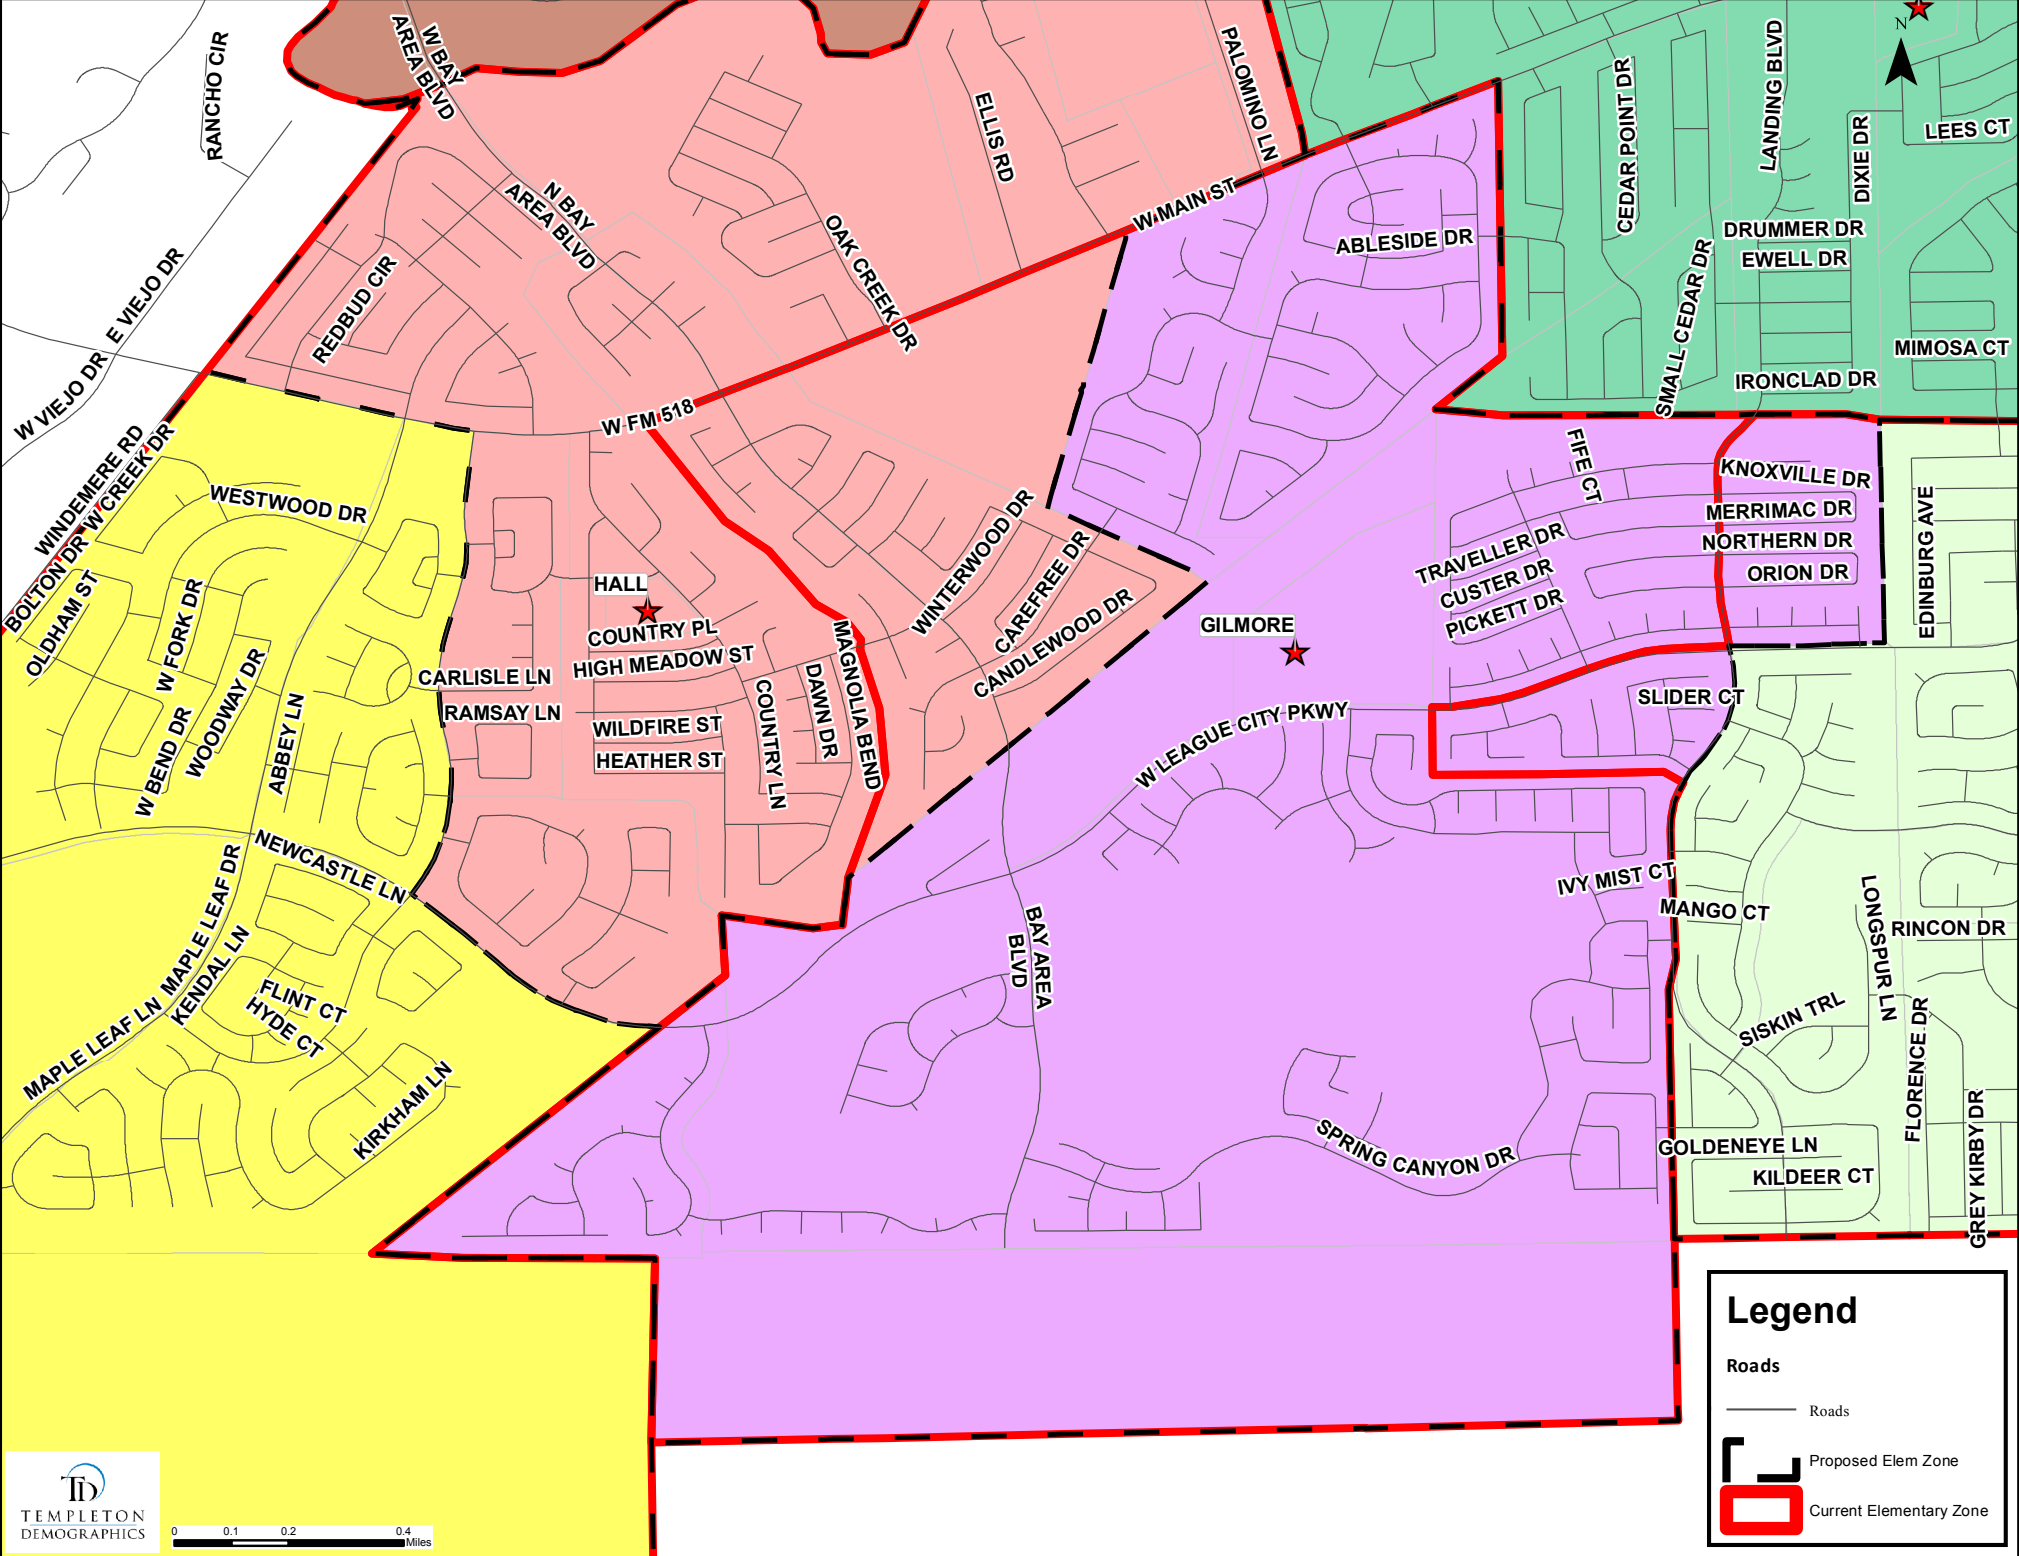 RANCHO CIR
W BAY
AREA BLVD
ELLIS RD
PALOMINO LN
CEDAR POINT DR
LANDING BLVD
N
DIXIE DR
LEES CT
N BAY
AREA BLVD
OAK CREEK DR
W MAIN ST
ABLESIDE DR
DRUMMER DR
EWELL DR
SMALL CEDAR DR
MIMOSA CT
IRONCLAD DR
E VIEJO DR
W VIEJO DR
REDBUD CIR
W FM 518
WINDEMERE RD
W CREEK DR
BOLTON DR
OLDHAM ST
WESTWOOD DR
W FORK DR
WOODWAY DR
W BEND DR
ABBEY LN
FIFE CT
KNOXVILLE DR
MERRIMAC DR
NORTHERN DR
ORION DR
EDINBURG AVE
TRAVELLER DR
CUSTER DR
PICKETT DR
WINTERWOOD DR
CAREFREE DR
CANDLEWOOD DR
HALL
COUNTRY PL
HIGH MEADOW ST
CARLISLE LN
RAMSAY LN
WILDFIRE ST
HEATHER ST
COUNTRY LN
DAWN DR
MAGNOLIA BEND
GILMORE
SLIDER CT
W LEAGUE CITY PKWY
NEWCASTLE LN
MAPLE LEAF DR
MAPLE LEAF LN
KENDAL LN
FLINT CT
HYDE CT
KIRKHAM LN
BAY AREA
BLVD
IVY MIST CT
MANGO CT
LONGSPUR LN
RINCON DR
SISKIN TRL
FLORENCE DR
SPRING CANYON DR
GOLDENEYE LN
KILDEER CT
GREY KIRBY DR
Legend
Roads
Roads
Proposed Elem Zone
Current Elementary Zone
TD
TEMPLETON
DEMOGRAPHICS
0 0.1 0.2 0.4
Miles